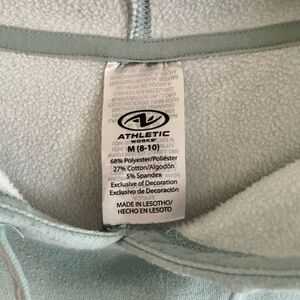 ATHLETIC
WORKS®
M (8-10)
68% Polyester/Poliéster
27% Cotton/Algodón
5% Spandex
Exclusive of Decoration
Exclusivo de Decoración
MADE IN LESOTHO/
HECHO EN LESOTO